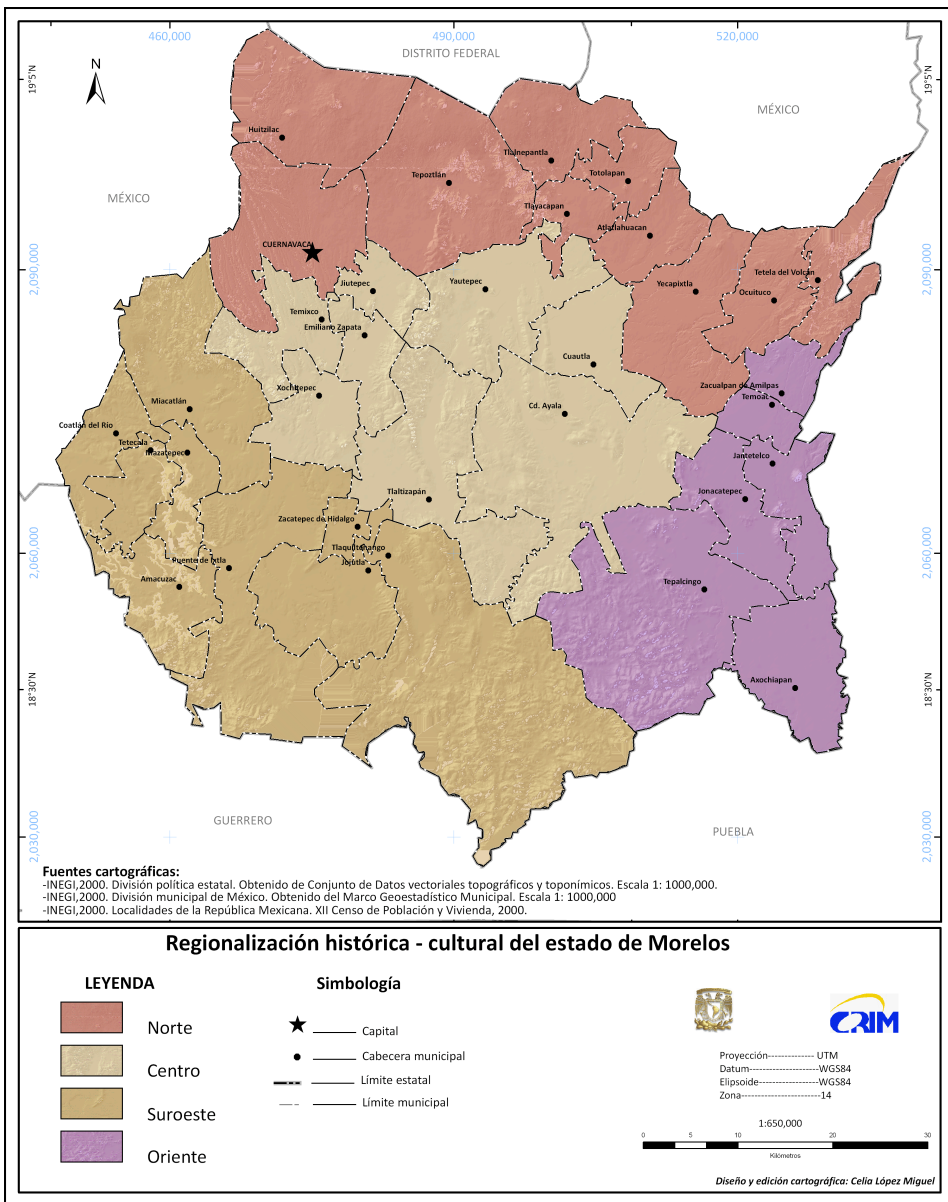 460,000
490,000
520,000
DISTRITO FEDERAL
19°5'N
19°5'N
N
MÉXICO
Huitzilac
Tlalnepantla
Totolapan
Tepoztlán
MÉXICO
Tlayacapan
Atlatlahuacan
CUERNAVACA
2,090,000
2,090,000
Jiutepec
Yautepec
Yecapixtla
Tetela del Volcán
Ocuituco
Temixco
Emiliano Zapata
Cuautla
Xochitepec
Zacualpan de Amilpas
Temoac
Miacatlán
Cd. Ayala
Coatlán del Río
Tetecala
Mazatepec
Jantetelco
Jonacatepec
Tlaltizapán
Zacatepec de Hidalgo
Tlaquiltenango
Jojutla
Puente de Ixtla
2,060,000
2,060,000
Amacuzac
Tepalcingo
18°30'N
18°30'N
Axochiapan
GUERRERO
PUEBLA
2,030,000
2,030,000
Fuentes cartográficas:
-INEGI,2000. División política estatal. Obtenido de Conjunto de Datos vectoriales topográficos y toponímicos. Escala 1: 1000,000.
-INEGI,2000. División municipal de México. Obtenido del Marco Geoestadístico Municipal. Escala 1: 1000,000
-INEGI,2000. Localidades de la República Mexicana. XII Censo de Población y Vivienda, 2000.
Regionalización histórica - cultural del estado de Morelos
LEYENDA
Norte
Centro
Suroeste
Oriente
Simbología
Capital
Cabecera municipal
Límite estatal
Límite municipal
CRIM
Proyección-------------- UTM
Datum-------------------WGS84
Elipsoide----------------WGS84
Zona----------------------14
1:650,000
0 5 10 20 30
Kilómetros
Diseño y edición cartográfica: Celia López Miguel